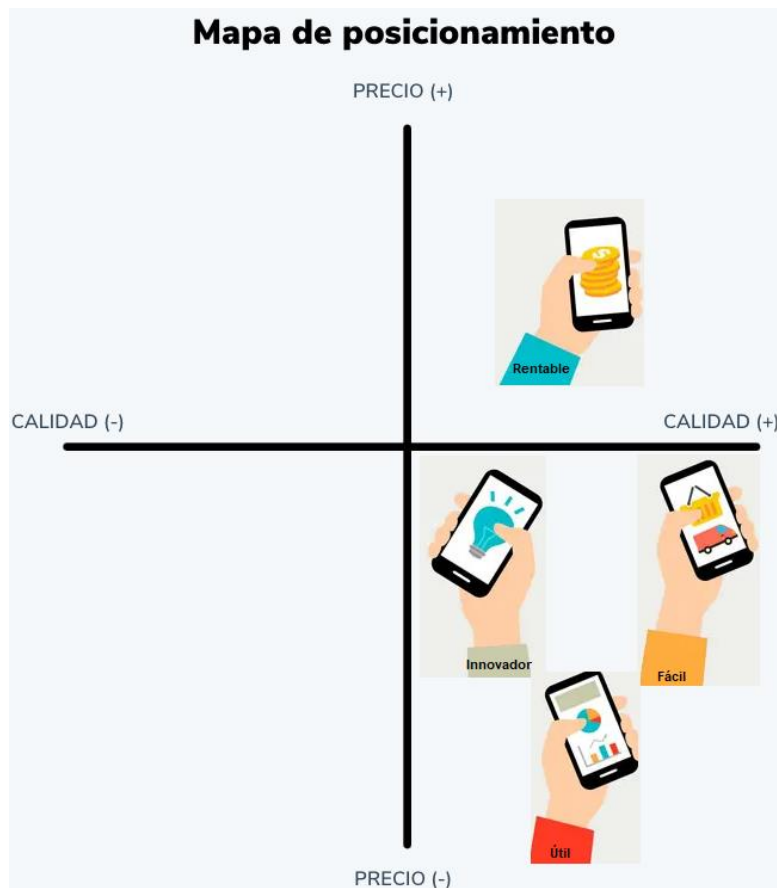 Mapa de posicionamiento
PRECIO (+)
Rentable
CALIDAD (-)
CALIDAD (+)
Innovador
Fácil
Útil
PRECIO (-)